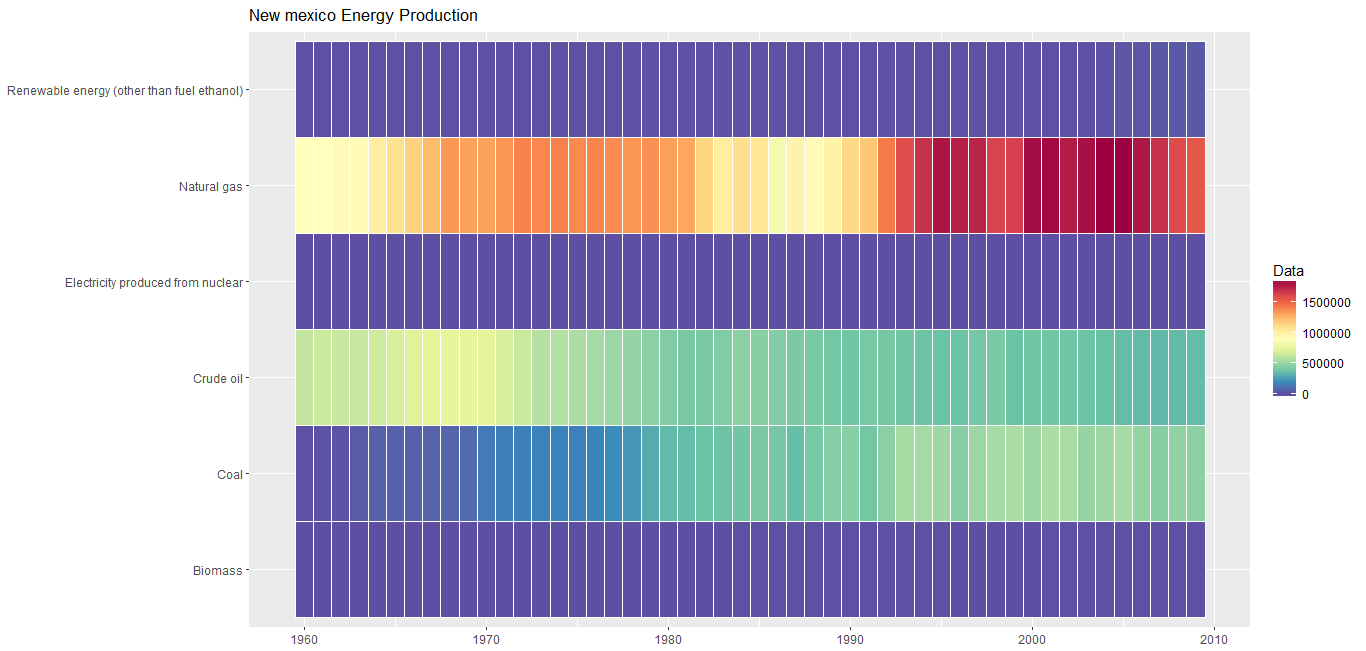 New mexico Energy Production
Renewable energy (other than fuel ethanol)
Natural gas
Electricity produced from nuclear
Crude oil
Coal
Biomass
1960 1970 1980 1990 2000 2010
Data
1500000
1000000
500000
0